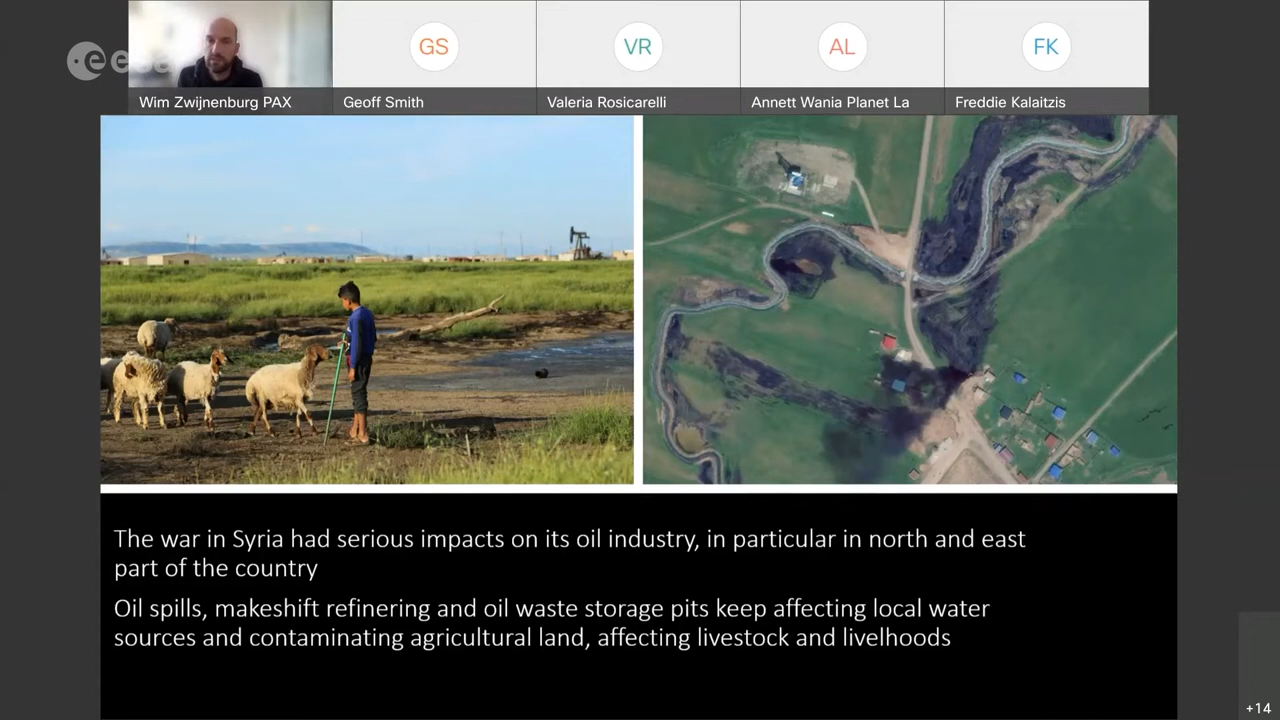 esa
GS
VR
AL
FK
Wim Zwijnenburg PAX
Geoff Smith
Valeria Rosicarelli
Annett Wania Planet La
Freddie Kalaitzis
The war in Syria had serious impacts on its oil industry, in particular in north and east
part of the country
Oil spills, makeshift refinering and oil waste storage pits keep affecting local water
sources and contaminating agricultural land, affecting livestock and livelhoods
+14